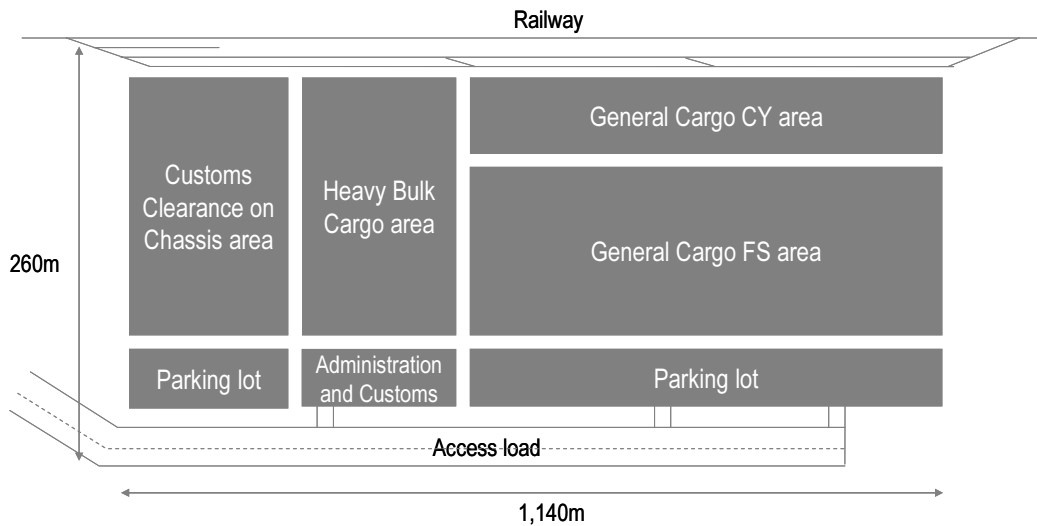 Railway
General Cargo CY area
Customs
Clearance on
Chassis area
Heavy Bulk
Cargo area
General Cargo FS area
260m
Parking lot
Administration
and Customs
Parking lot
Access load
1,140m